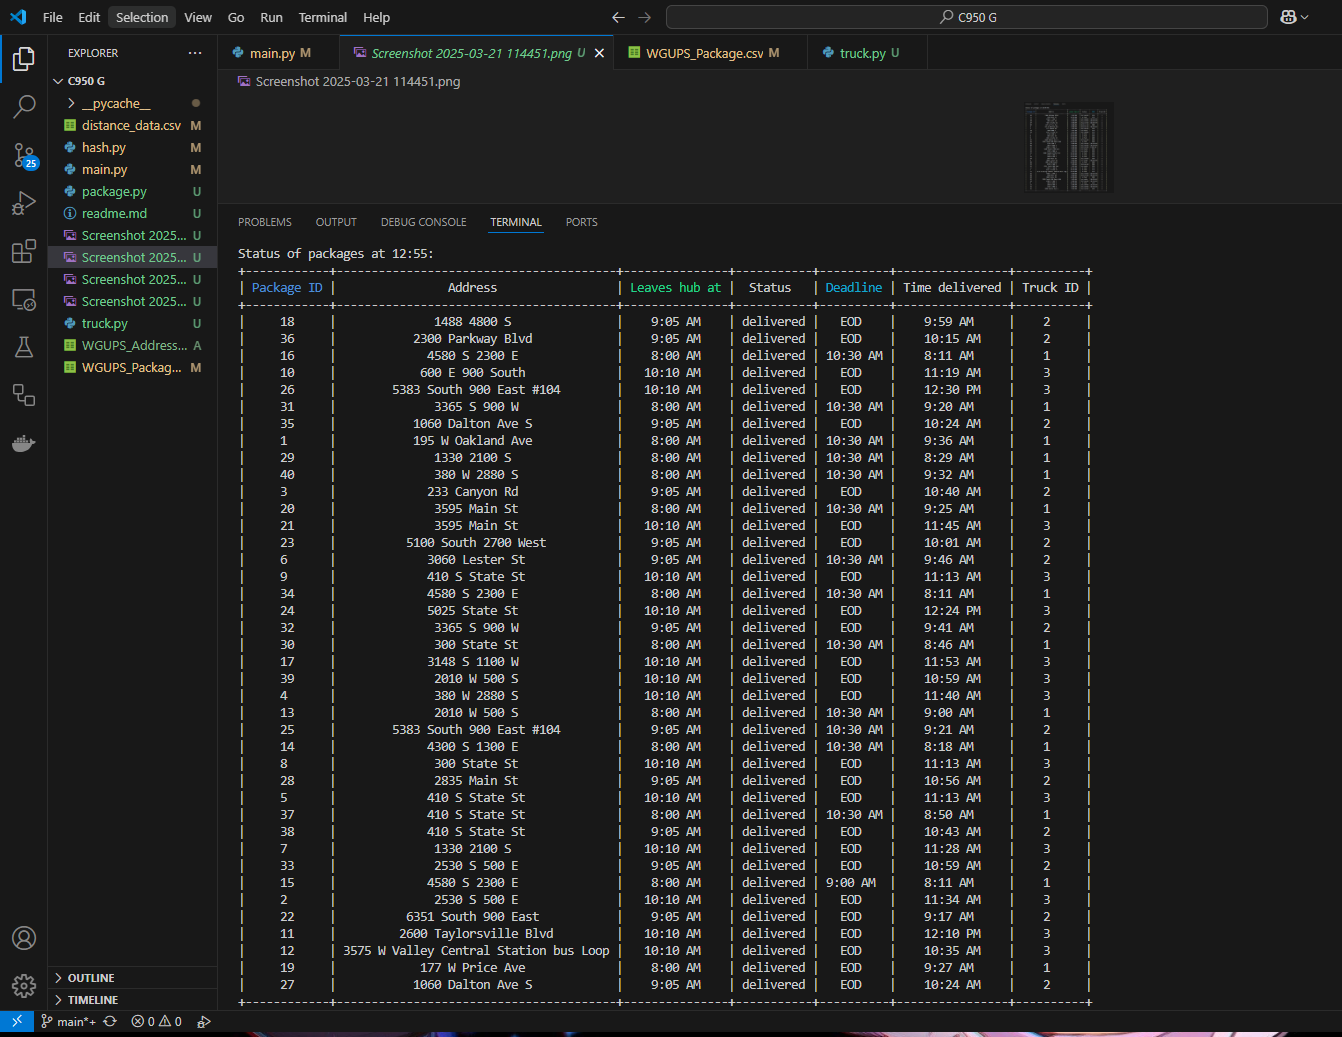 File Edit Selection View Go Run Terminal Help
C950 G
EXPLORER
C950 G
__pycache__
distance_data.csv M
hash.py M
main.py M
package.py U
readme.md U
Screenshot 2025... U
Screenshot 2025... U
Screenshot 2025... U
Screenshot 2025... U
truck.py U
WGUPS_Address... A
WGUPS_Packag... M
25
OUTLINE
TIMELINE
main.py M
Screenshot 2025-03-21 114451.png U
WGUPS_Package.csv M
truck.py U
Screenshot 2025-03-21 114451.png
PROBLEMS OUTPUT DEBUG CONSOLE TERMINAL PORTS
Status of packages at 12:55:
| Package ID | Address | Leaves hub at | Status | Deadline | Time delivered | Truck ID |
| 18 | 1488 4800 S | 9:05 AM | delivered | EOD | 9:59 AM | 2 |
| 36 | 2300 Parkway Blvd | 9:05 AM | delivered | EOD | 10:15 AM | 2 |
| 16 | 4580 S 2300 E | 8:00 AM | delivered | 10:30 AM | 8:11 AM | 1 |
| 10 | 600 E 900 South | 10:10 AM | delivered | EOD | 11:19 AM | 3 |
| 26 | 5383 South 900 East #104 | 10:10 AM | delivered | EOD | 12:30 PM | 3 |
| 31 | 3365 S 900 W | 8:00 AM | delivered | 10:30 AM | 9:20 AM | 1 |
| 35 | 1060 Dalton Ave S | 9:05 AM | delivered | EOD | 10:24 AM | 2 |
| 1 | 195 W Oakland Ave | 8:00 AM | delivered | 10:30 AM | 9:36 AM | 1 |
| 29 | 1330 2100 S | 8:00 AM | delivered | 10:30 AM | 8:29 AM | 1 |
| 40 | 380 W 2880 S | 8:00 AM | delivered | 10:30 AM | 9:32 AM | 1 |
| 3 | 233 Canyon Rd | 9:05 AM | delivered | EOD | 10:40 AM | 2 |
| 20 | 3595 Main St | 8:00 AM | delivered | 10:30 AM | 9:25 AM | 1 |
| 21 | 3595 Main St | 10:10 AM | delivered | EOD | 11:45 AM | 3 |
| 23 | 5100 South 2700 West | 9:05 AM | delivered | EOD | 10:01 AM | 2 |
| 6 | 3060 Lester St | 9:05 AM | delivered | 10:30 AM | 9:46 AM | 2 |
| 9 | 410 S State St | 10:10 AM | delivered | EOD | 11:13 AM | 3 |
| 34 | 4580 S 2300 E | 8:00 AM | delivered | 10:30 AM | 8:11 AM | 1 |
| 24 | 5025 State St | 10:10 AM | delivered | EOD | 12:24 PM | 3 |
| 32 | 3365 S 900 W | 9:05 AM | delivered | EOD | 9:41 AM | 2 |
| 30 | 300 State St | 8:00 AM | delivered | 10:30 AM | 8:46 AM | 1 |
| 17 | 3148 S 1100 W | 10:10 AM | delivered | EOD | 11:53 AM | 3 |
| 39 | 2010 W 500 S | 10:10 AM | delivered | EOD | 10:59 AM | 3 |
| 4 | 380 W 2880 S | 10:10 AM | delivered | EOD | 11:40 AM | 3 |
| 13 | 2010 W 500 S | 8:00 AM | delivered | 10:30 AM | 9:00 AM | 1 |
| 25 | 5383 South 900 East #104 | 9:05 AM | delivered | 10:30 AM | 9:21 AM | 2 |
| 14 | 4300 S 1300 E | 8:00 AM | delivered | 10:30 AM | 8:18 AM | 1 |
| 8 | 300 State St | 10:10 AM | delivered | EOD | 11:13 AM | 3 |
| 28 | 2835 Main St | 9:05 AM | delivered | EOD | 10:56 AM | 2 |
| 5 | 410 S State St | 10:10 AM | delivered | EOD | 11:13 AM | 3 |
| 37 | 410 S State St | 8:00 AM | delivered | 10:30 AM | 8:50 AM | 1 |
| 38 | 410 S State St | 9:05 AM | delivered | EOD | 10:43 AM | 2 |
| 7 | 1330 2100 S | 10:10 AM | delivered | EOD | 11:28 AM | 3 |
| 33 | 2530 S 500 E | 9:05 AM | delivered | EOD | 10:59 AM | 2 |
| 15 | 4580 S 2300 E | 8:00 AM | delivered | 9:00 AM | 8:11 AM | 1 |
| 2 | 2530 S 500 E | 10:10 AM | delivered | EOD | 11:34 AM | 3 |
| 22 | 6351 South 900 East | 9:05 AM | delivered | EOD | 9:17 AM | 2 |
| 11 | 2600 Taylorsville Blvd | 10:10 AM | delivered | EOD | 12:10 PM | 3 |
| 12 | 3575 W Valley Central Station bus Loop | 10:10 AM | delivered | EOD | 10:35 AM | 3 |
| 19 | 177 W Price Ave | 8:00 AM | delivered | EOD | 9:27 AM | 1 |
| 27 | 1060 Dalton Ave S | 9:05 AM | delivered | EOD | 10:24 AM | 2 |
main*+ 0 0